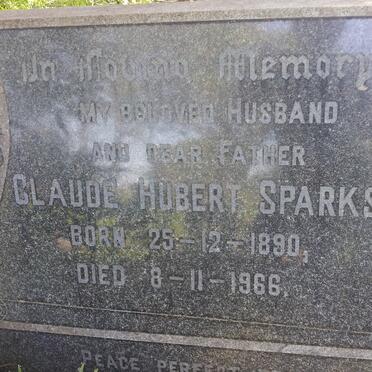 In Loving Memory
MY BELOVED HUSBAND
AND DEAR FATHER
CLAUDE HUBERT SPARKS
BORN 25-12-1890,
DIED 8-11-1966.
PEACE PERFECT